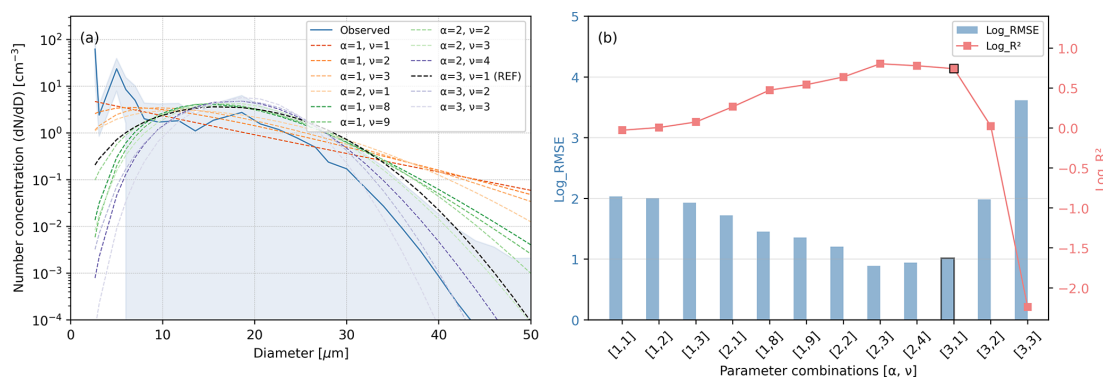 (a)
Number concentration (dN/dD) [cm⁻³]
10²
10¹
10⁰
10⁻¹
10⁻²
10⁻³
10⁻⁴
0
10
20
30
40
50
Diameter [μm]
Observed
α=1, ν=1
α=1, ν=2
α=1, ν=3
α=2, ν=1
α=1, ν=8
α=1, ν=9
α=2, ν=2
α=2, ν=3
α=2, ν=4
α=3, ν=1 (REF)
α=3, ν=2
α=3, ν=3
(b)
Log_RMSE
5
4
3
2
1
0
Log_RMSE
Log_R²
1.0
0.5
0.0
−0.5
−1.0
−1.5
−2.0
Log_R²
[1,1]
[1,2]
[1,3]
[2,1]
[1,8]
[1,9]
[2,2]
[2,3]
[2,4]
[3,1]
[3,2]
[3,3]
Parameter combinations [α, ν]